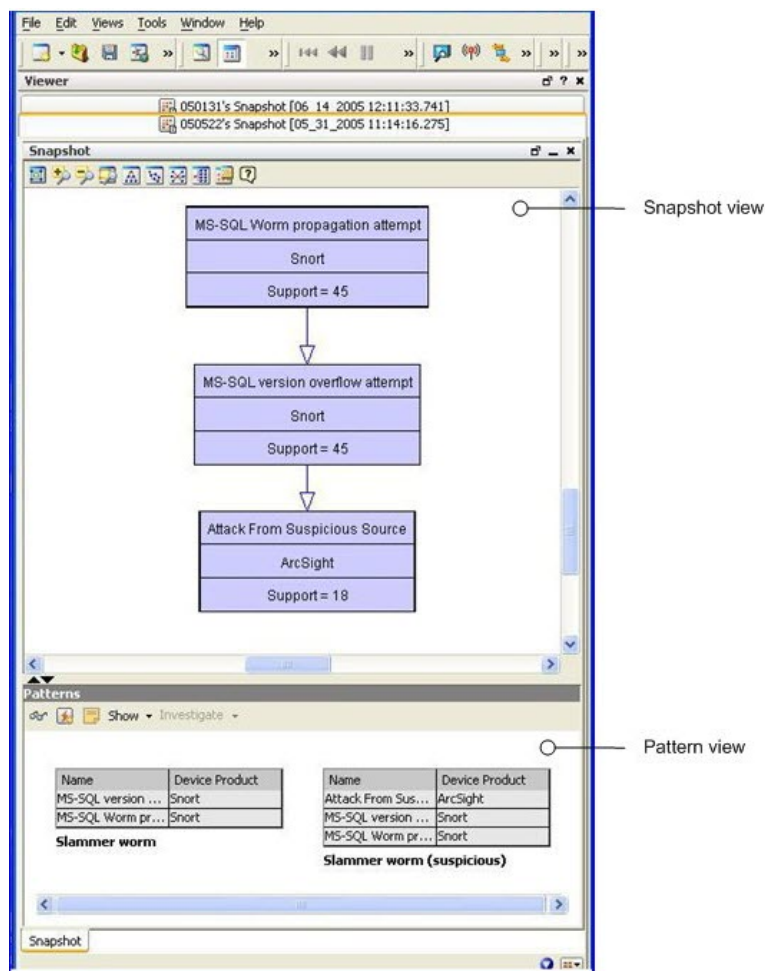 File Edit Views Tools Window Help
Viewer
050131's Snapshot [06_14_2005 12:11:33.741]
050522's Snapshot [05_31_2005 11:14:16.275]
Snapshot
Snapshot view
MS-SQL Worm propagation attempt
Snort
Support = 45
MS-SQL version overflow attempt
Snort
Support = 45
Attack From Suspicious Source
ArcSight
Support = 18
Patterns
Show Investigate
Pattern view
Name Device Product
MS-SQL version ... Snort
MS-SQL Worm pr... Snort
Slammer worm
Name Device Product
Attack From Sus... ArcSight
MS-SQL version ... Snort
MS-SQL Worm pr... Snort
Slammer worm (suspicious)
Snapshot